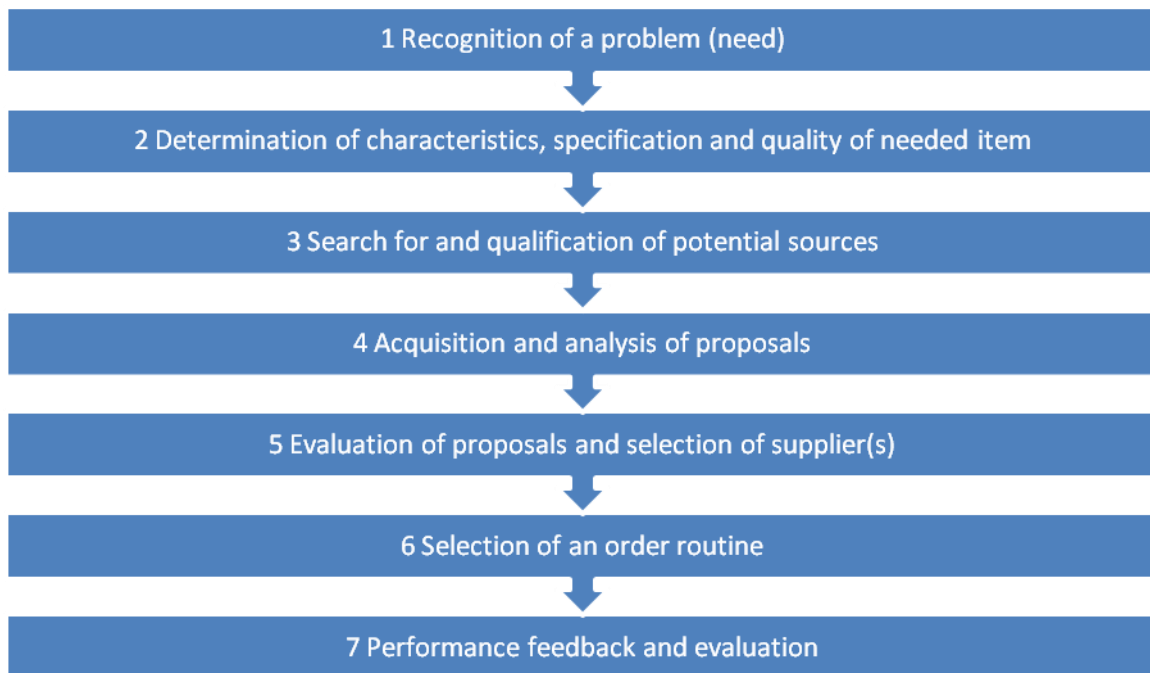 1 Recognition of a problem (need)
2 Determination of characteristics, specification and quality of needed item
3 Search for and qualification of potential sources
4 Acquisition and analysis of proposals
5 Evaluation of proposals and selection of supplier(s)
6 Selection of an order routine
7 Performance feedback and evaluation